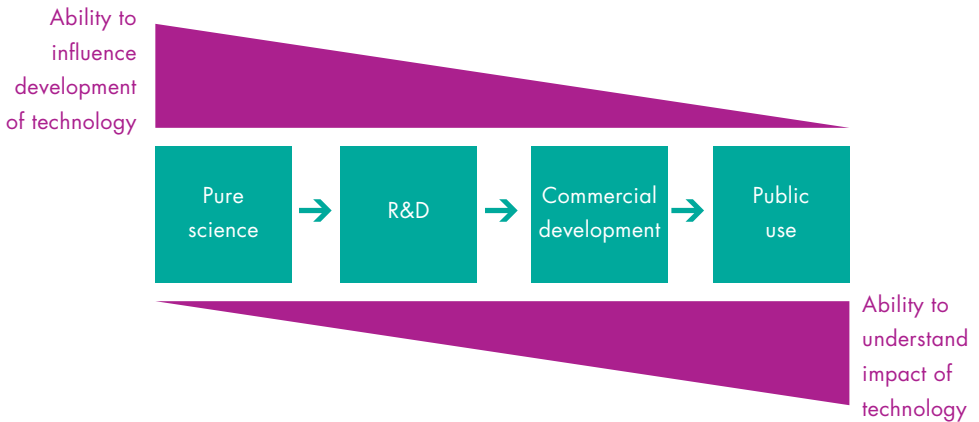 Ability to
influence
development
of technology
Pure
science
R&D
Commercial
development
Public
use
Ability to
understand
impact of
technology